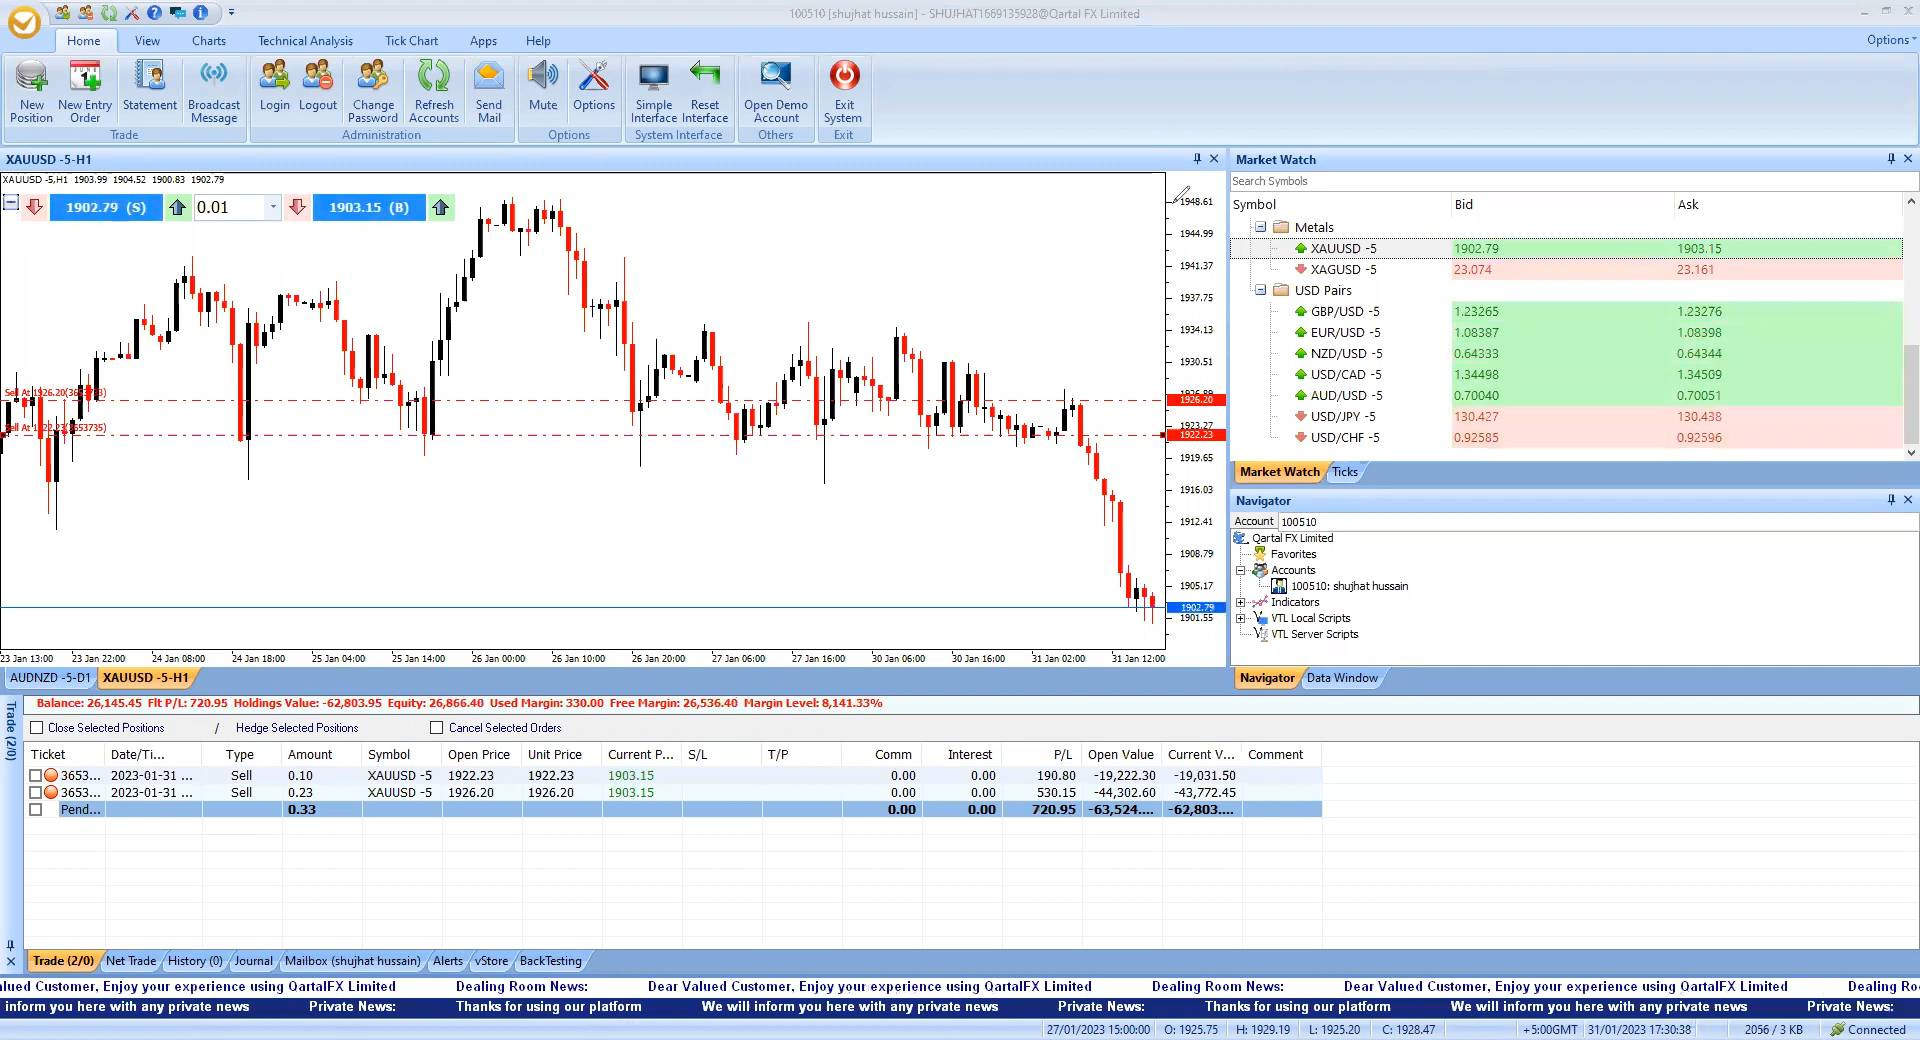 100510 [shujhat hussain] - SHUJHAT1669135928@Qartal FX Limited
Home View Charts Technical Analysis Tick Chart Apps Help Options
New Position New Entry Order Statement Broadcast Message Login Logout Change Password Refresh Accounts Send Mail Mute Options Simple Interface Reset Interface Open Demo Account Exit System
Trade Administration Options System Interface Others Exit
XAUUSD -5-H1
XAUUSD -5,H1 1903.99 1904.52 1900.83 1902.79
1902.79 (S) 0.01 1903.15 (B)
1948.61
1944.99
1941.37
1937.75
1934.13
1930.51
1926.20
1923.27
1922.23
1919.65
1916.03
1912.41
1908.79
1905.17
1902.79
1901.55
23 Jan 13:00 23 Jan 22:00 24 Jan 08:00 24 Jan 18:00 25 Jan 04:00 25 Jan 14:00 26 Jan 00:00 26 Jan 10:00 26 Jan 20:00 27 Jan 06:00 27 Jan 16:00 30 Jan 06:00 30 Jan 16:00 31 Jan 02:00 31 Jan 12:00
AUDNZD -5-D1 XAUUSD -5-H1
Market Watch
Search Symbols
Symbol Bid Ask
Metals
XAUUSD -5 1902.79 1903.15
XAGUSD -5 23.074 23.161
USD Pairs
GBP/USD -5 1.23265 1.23276
EUR/USD -5 1.08387 1.08398
NZD/USD -5 0.64333 0.64344
USD/CAD -5 1.34498 1.34509
AUD/USD -5 0.70040 0.70051
USD/JPY -5 130.427 130.438
USD/CHF -5 0.92585 0.92596
Market Watch Ticks
Navigator
Account 100510
Qartal FX Limited
Favorites
Accounts
100510: shujhat hussain
Indicators
VTL Local Scripts
VTL Server Scripts
Navigator Data Window
Trade (2/0)
Balance: 26,145.45 Flt P/L: 720.95 Holdings Value: -62,803.95 Equity: 26,866.40 Used Margin: 330.00 Free Margin: 26,536.40 Margin Level: 8,141.33%
Close Selected Positions / Hedge Selected Positions Cancel Selected Orders
Ticket Date/Ti... Type Amount Symbol Open Price Unit Price Current P... S/L T/P Comm Interest P/L Open Value Current V... Comment
3653... 2023-01-31 ... Sell 0.10 XAUUSD -5 1922.23 1922.23 1903.15 0.00 0.00 190.80 -19,222.30 -19,031.50
3653... 2023-01-31 ... Sell 0.23 XAUUSD -5 1926.20 1926.20 1903.15 0.00 0.00 530.15 -44,302.60 -43,772.45
Pend... 0.33 0.00 0.00 720.95 -63,524.... -62,803....
Trade (2/0) Net Trade History (0) Journal Mailbox (shujhat hussain) Alerts vStore BackTesting
alued Customer, Enjoy your experience using QartalFX Limited Dealing Room News: Dear Valued Customer, Enjoy your experience using QartalFX Limited Dealing Room News: Dear Valued Customer, Enjoy your experience using QartalFX Limited Dealing Ro
inform you here with any private news Private News: Thanks for using our platform We will inform you here with any private news Private News: Thanks for using our platform We will inform you here with any private news Private News:
27/01/2023 15:00:00 O: 1925.75 H: 1929.19 L: 1925.20 C: 1928.47 +5:00GMT 31/01/2023 17:30:38 2056 / 3 KB Connected